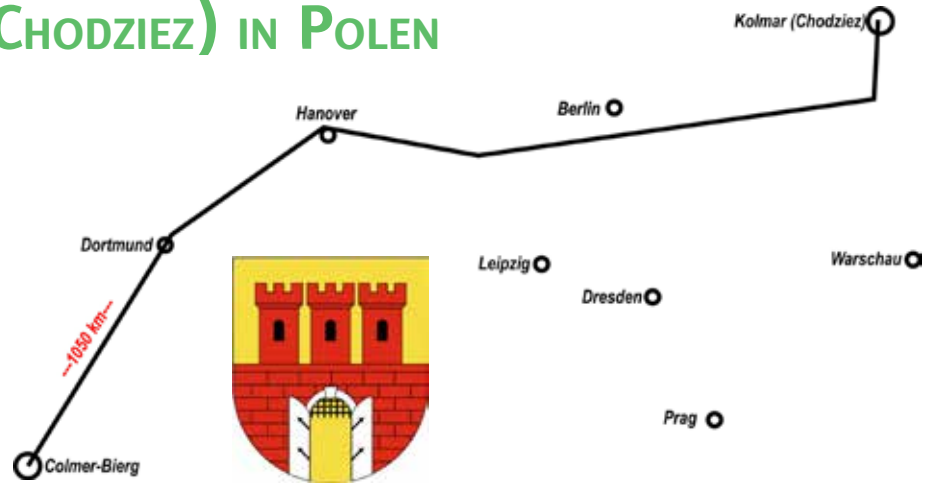 Chodziez) in Polen
Kolmar (Chodziez)
Berlin
Hanover
Dortmund
Leipzig
Warschau
Dresden
---1050 km---
Prag
Colmer-Bierg